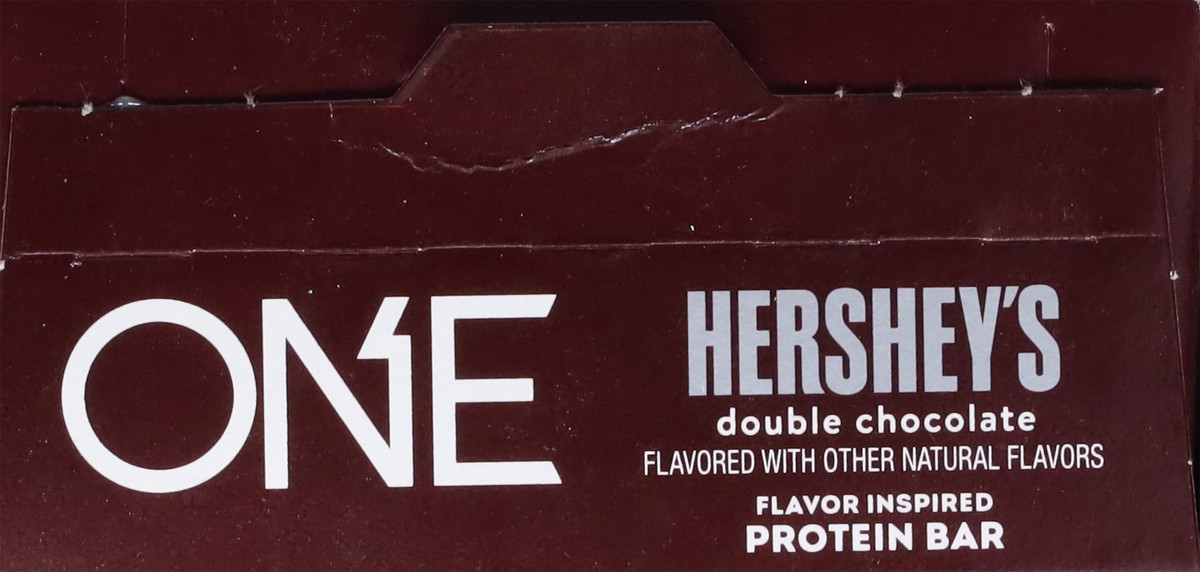 ONE
HERSHEY'S
double chocolate
FLAVORED WITH OTHER NATURAL FLAVORS
FLAVOR INSPIRED
PROTEIN BAR